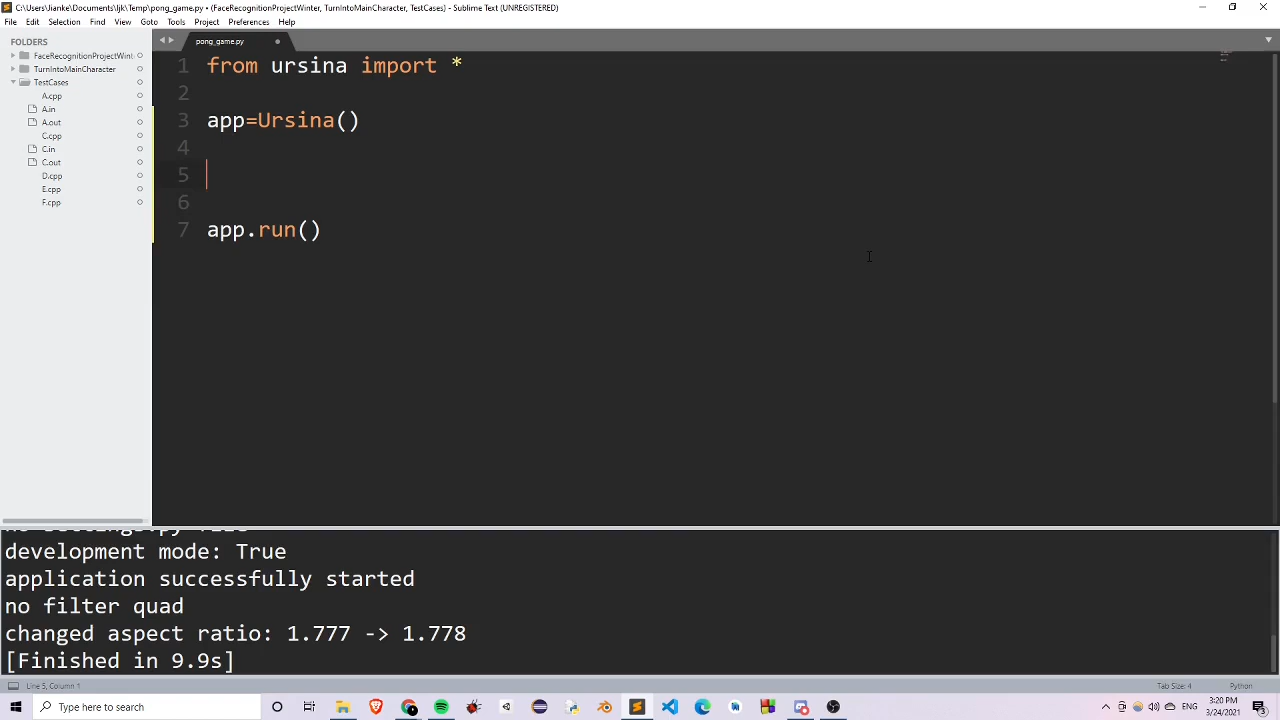 C:\Users\Jianke\Documents\ljk\Temp\pong_game.py • (FaceRecognitionProjectWinter, TurnIntoMainCharacter, TestCases) - Sublime Text (UNREGISTERED)
File Edit Selection Find View Goto Tools Project Preferences Help
FOLDERS
FaceRecognitionProjectWint
TurnIntoMainCharacter
TestCases
A.cpp
A.in
A.out
C.cpp
C.in
C.out
D.cpp
E.cpp
F.cpp
pong_game.py
1 from ursina import *
2
3 app=Ursina()
4
5
6
7 app.run()
development mode: True
application successfully started
no filter quad
changed aspect ratio: 1.777 -> 1.778
[Finished in 9.9s]
Line 5, Column 1
Tab Size: 4
Python
Type here to search
ENG
3:20 PM
3/24/2021